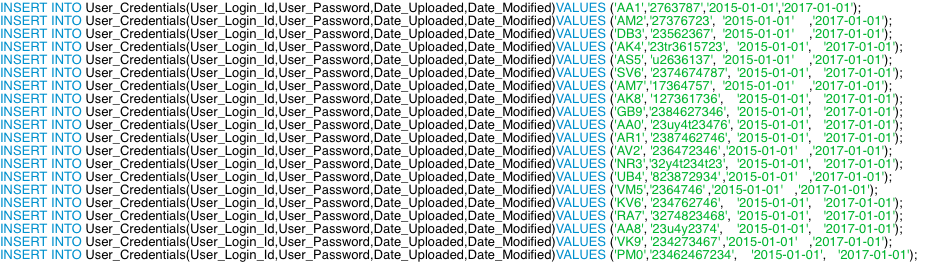 INSERT INTO User_Credentials(User_Login_Id,User_Password,Date_Uploaded,Date_Modified)VALUES ('AA1','2763787','2015-01-01','2017-01-01');
INSERT INTO User_Credentials(User_Login_Id,User_Password,Date_Uploaded,Date_Modified)VALUES ('AM2','27376723', '2015-01-01' ,'2017-01-01');
INSERT INTO User_Credentials(User_Login_Id,User_Password,Date_Uploaded,Date_Modified)VALUES ('DB3','23562367', '2015-01-01' ,'2017-01-01');
INSERT INTO User_Credentials(User_Login_Id,User_Password,Date_Uploaded,Date_Modified)VALUES ('AK4','23tr3615723', '2015-01-01', '2017-01-01');
INSERT INTO User_Credentials(User_Login_Id,User_Password,Date_Uploaded,Date_Modified)VALUES ('AS5','u2636137', '2015-01-01' ,'2017-01-01');
INSERT INTO User_Credentials(User_Login_Id,User_Password,Date_Uploaded,Date_Modified)VALUES ('SV6','2374674787', '2015-01-01', '2017-01-01');
INSERT INTO User_Credentials(User_Login_Id,User_Password,Date_Uploaded,Date_Modified)VALUES ('AM7','17364757', '2015-01-01' ,'2017-01-01');
INSERT INTO User_Credentials(User_Login_Id,User_Password,Date_Uploaded,Date_Modified)VALUES ('AK8','127361736', '2015-01-01', '2017-01-01');
INSERT INTO User_Credentials(User_Login_Id,User_Password,Date_Uploaded,Date_Modified)VALUES ('GB9','2384627346', '2015-01-01', '2017-01-01');
INSERT INTO User_Credentials(User_Login_Id,User_Password,Date_Uploaded,Date_Modified)VALUES ('AA0','23uy4t23476', '2015-01-01', '2017-01-01');
INSERT INTO User_Credentials(User_Login_Id,User_Password,Date_Uploaded,Date_Modified)VALUES ('AR1','2387462746', '2015-01-01', '2017-01-01');
INSERT INTO User_Credentials(User_Login_Id,User_Password,Date_Uploaded,Date_Modified)VALUES ('AV2','236472346','2015-01-01' ,'2017-01-01');
INSERT INTO User_Credentials(User_Login_Id,User_Password,Date_Uploaded,Date_Modified)VALUES ('NR3','32y4t234t23', '2015-01-01', '2017-01-01');
INSERT INTO User_Credentials(User_Login_Id,User_Password,Date_Uploaded,Date_Modified)VALUES ('UB4','823872934', '2015-01-01', '2017-01-01');
INSERT INTO User_Credentials(User_Login_Id,User_Password,Date_Uploaded,Date_Modified)VALUES ('VM5','2364746','2015-01-01' ,'2017-01-01');
INSERT INTO User_Credentials(User_Login_Id,User_Password,Date_Uploaded,Date_Modified)VALUES ('KV6','234762746', '2015-01-01', '2017-01-01');
INSERT INTO User_Credentials(User_Login_Id,User_Password,Date_Uploaded,Date_Modified)VALUES ('RA7','3274823468', '2015-01-01', '2017-01-01');
INSERT INTO User_Credentials(User_Login_Id,User_Password,Date_Uploaded,Date_Modified)VALUES ('AA8','23u4y2374', '2015-01-01', '2017-01-01');
INSERT INTO User_Credentials(User_Login_Id,User_Password,Date_Uploaded,Date_Modified)VALUES ('VK9','234273467','2015-01-01' ,'2017-01-01');
INSERT INTO User_Credentials(User_Login_Id,User_Password,Date_Uploaded,Date_Modified)VALUES ('PM0','23462467234', '2015-01-01', '2017-01-01');